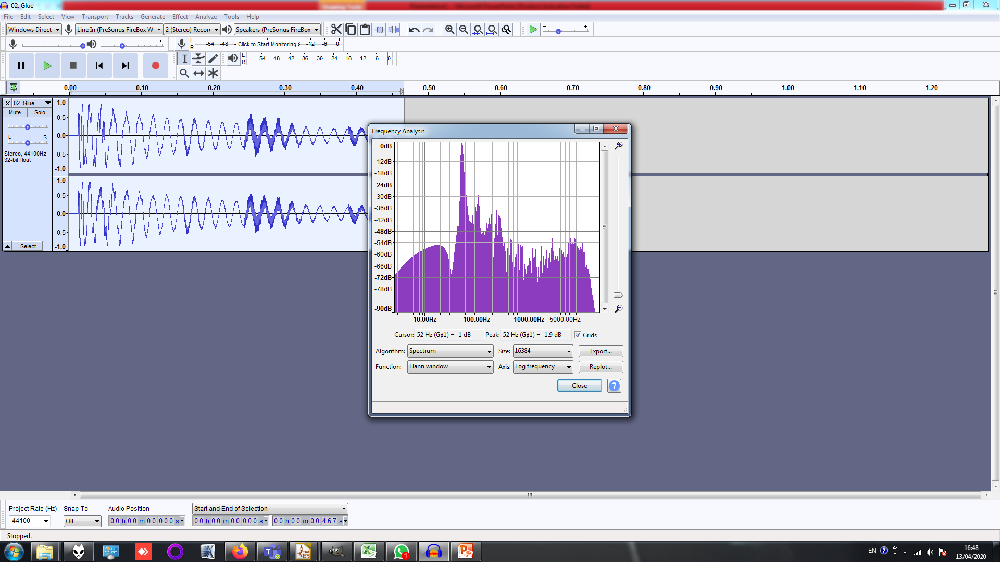 02. Glue
File Edit Select View Transport Tracks Generate Effect Analyze Tools Help
Windows Direct Line In (PreSonus FireBox W 2 (Stereo) Recorc Speakers (PreSonus FireBox
L R -54 -48 - Click to Start Monitoring -12 -6 0
L R -54 -48 -42 -36 -30 -24 -18 -12 -6 0
0.00 0.10 0.20 0.30 0.40 0.50 0.60 0.70 0.80 0.90 1.00 1.10 1.20
02. Glue
Mute Solo
- +
L R
Stereo, 44100Hz
32-bit float
Select
1.0
0.5
0.0
-0.5
-1.0
1.0
0.5
0.0
-0.5
-1.0
Frequency Analysis
0dB
-12dB
-18dB
-24dB
-30dB
-36dB
-42dB
-48dB
-54dB
-60dB
-66dB
-72dB
-78dB
-90dB
10.00Hz 100.00Hz 1000.00Hz 5000.00Hz
Cursor: 52 Hz (G♯1) = -1 dB Peak: 52 Hz (G♯1) = -1.9 dB Grids
Algorithm: Spectrum Size: 16384 Export...
Function: Hann window Axis: Log frequency Replot...
Close ?
Project Rate (Hz) Snap-To Audio Position Start and End of Selection
44100 Off 00 h 00 m 00.000 s 00 h 00 m 00.000 s 00 h 00 m 00.467 s
Stopped.
EN 16:48
13/04/2020